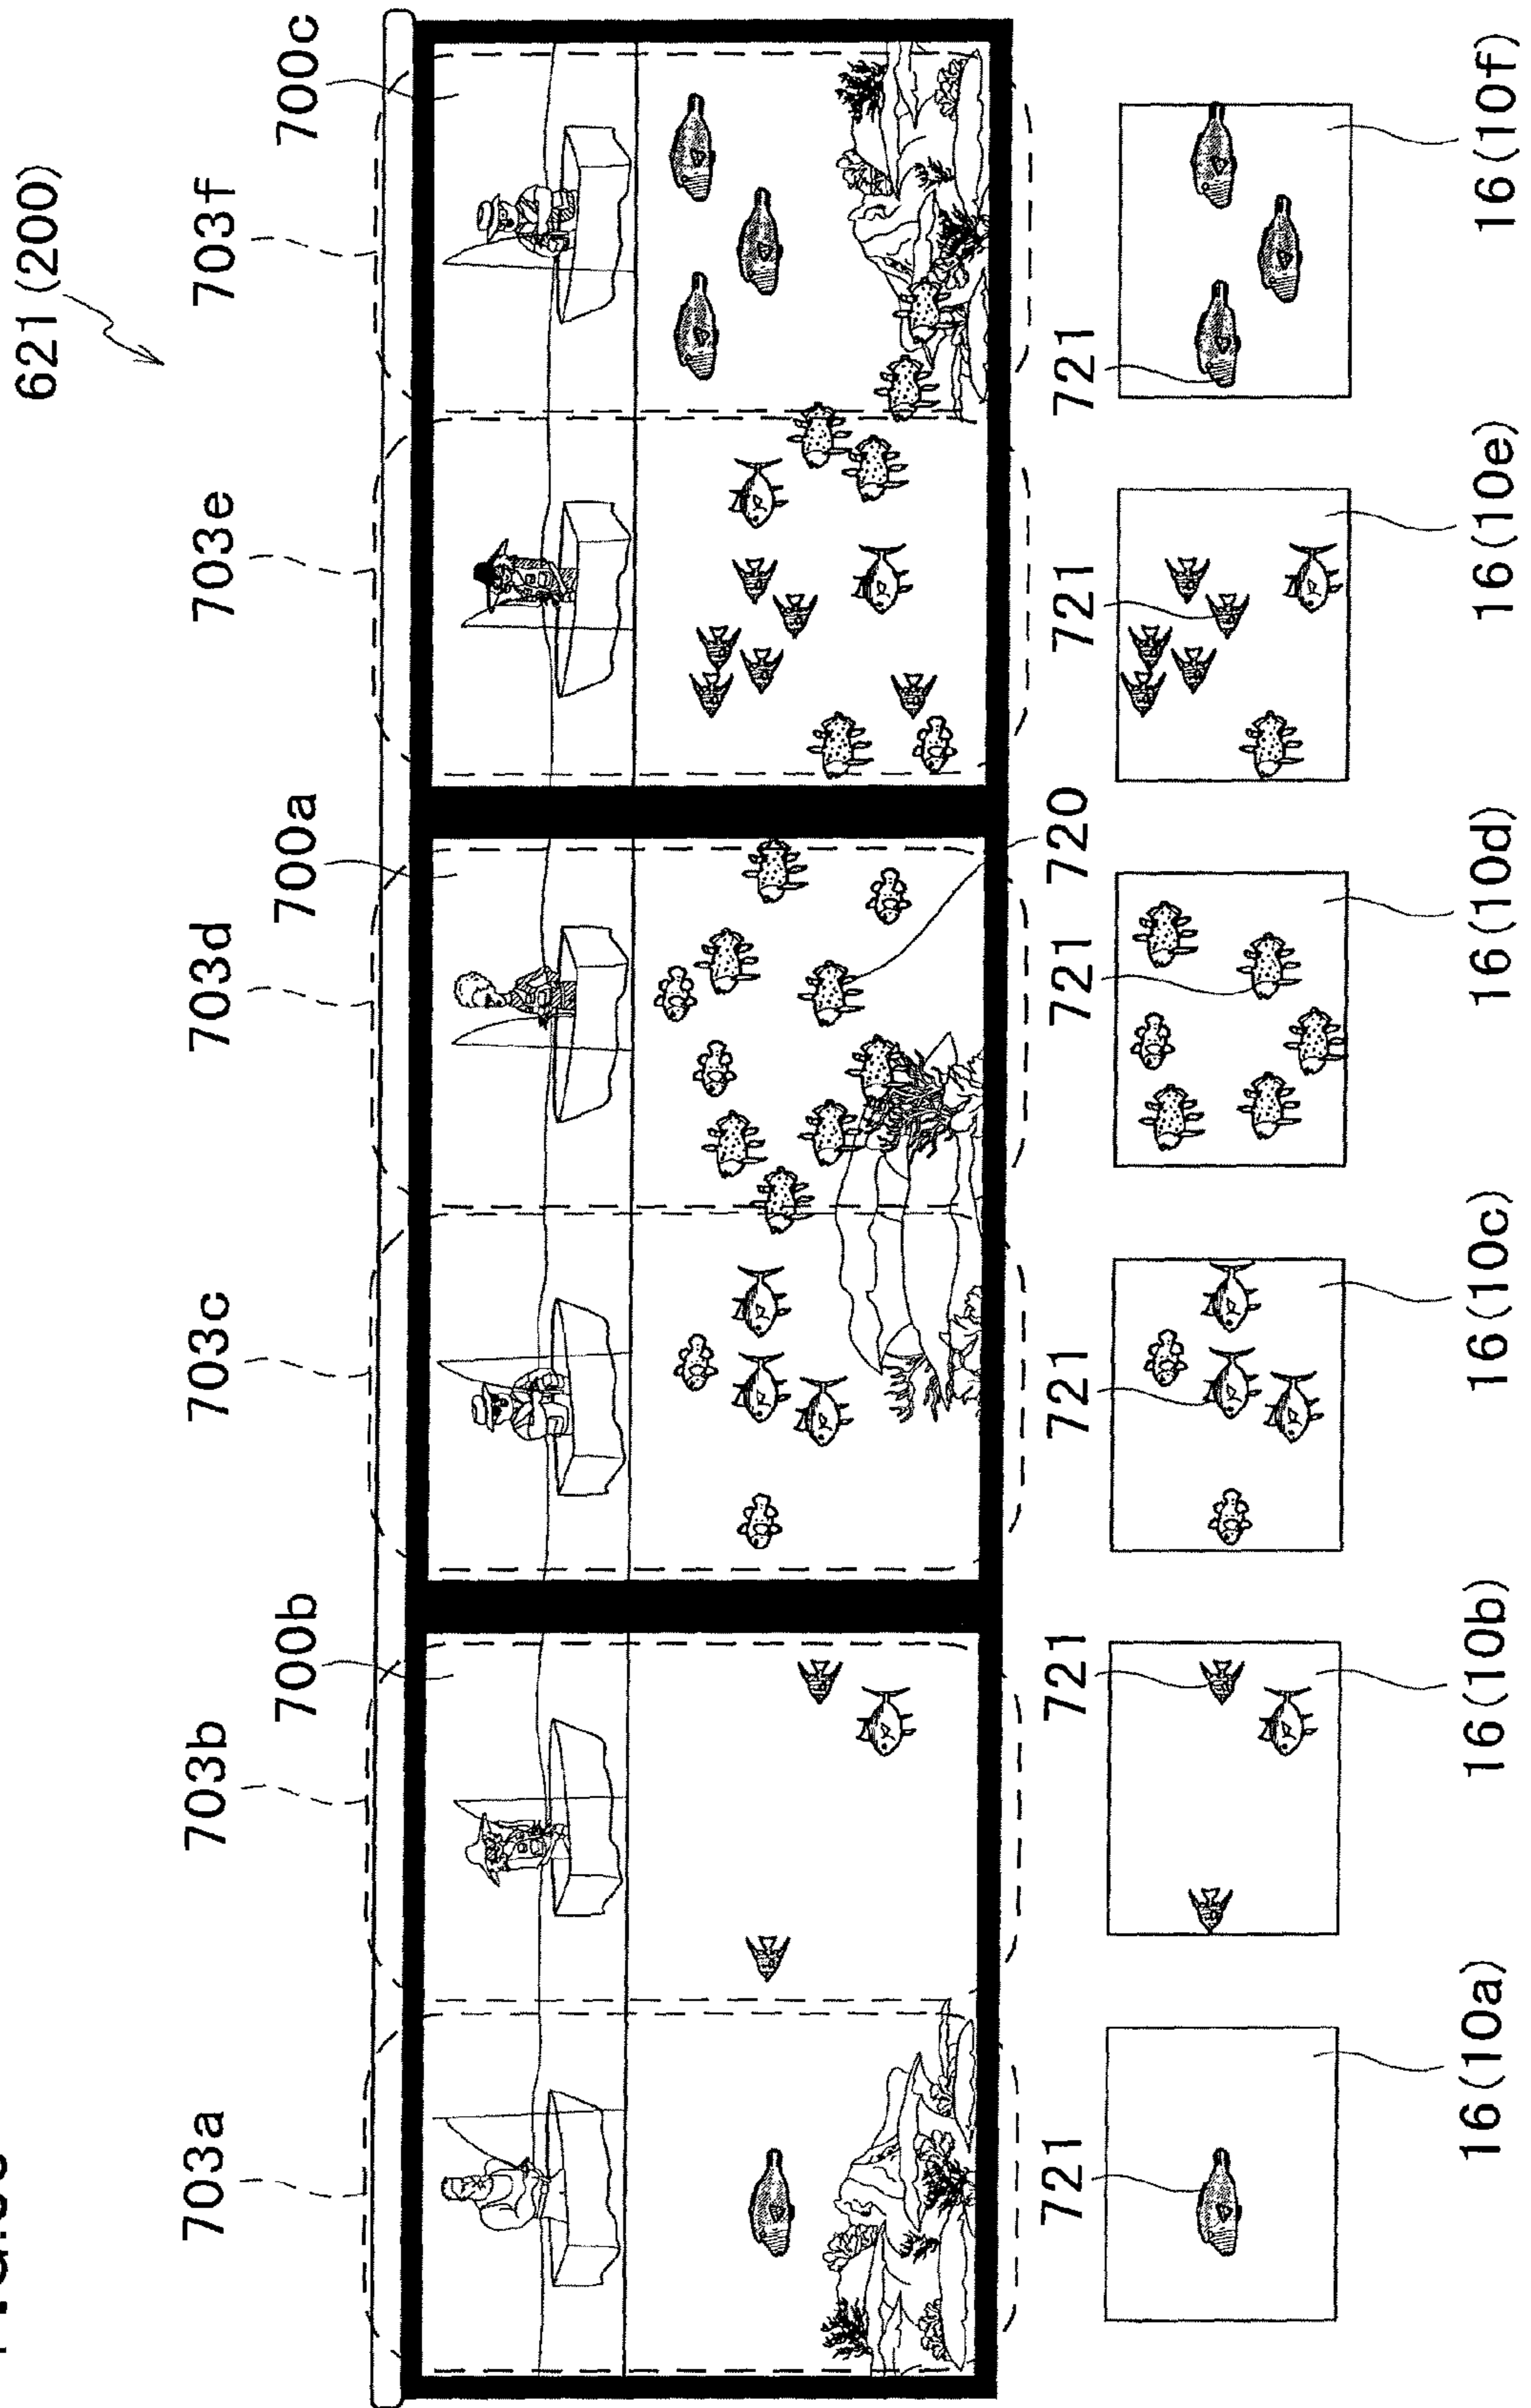 621(200)
703a 703b 703c 703d 703e 703f
700b 700a 700c
721 721 721 721 720 721 721
16(10a) 16(10b) 16(10c) 16(10d) 16(10e) 16(10f)